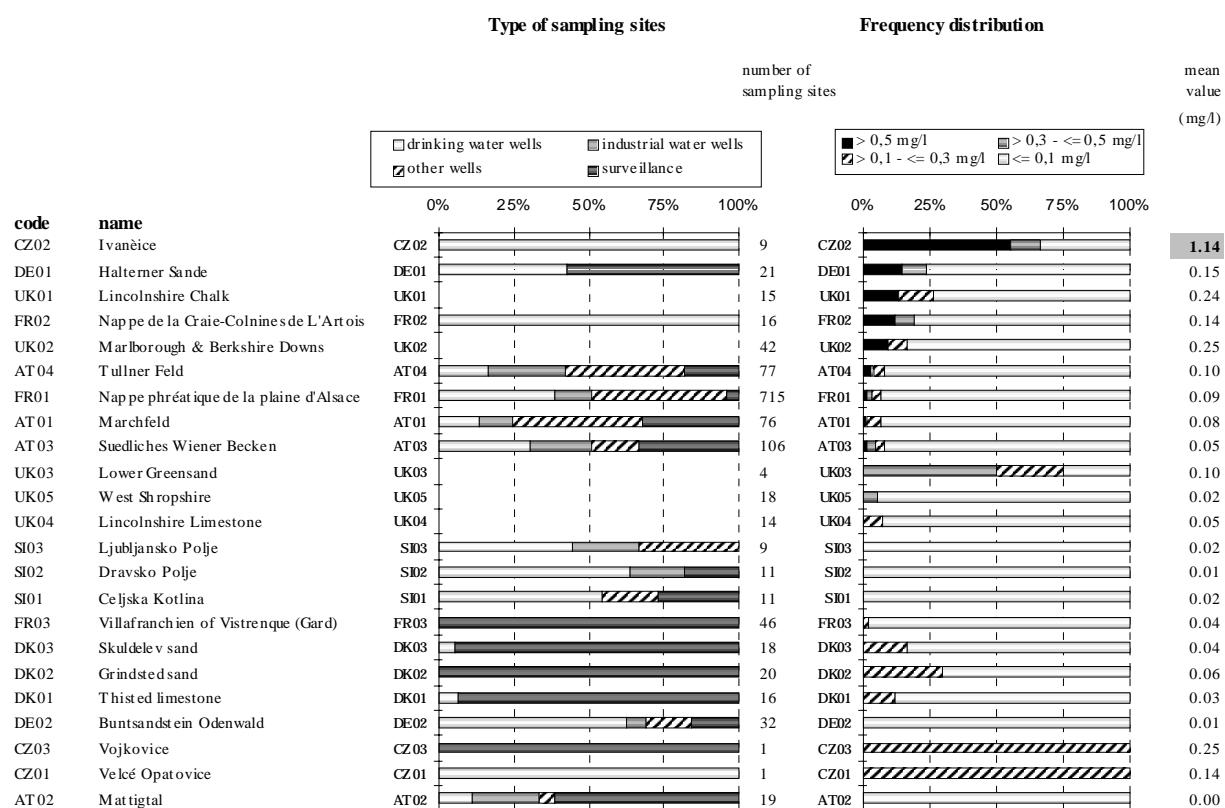 Type of sampling sites Frequency distribution
number of sampling sites
mean value (mg/l)
drinking water wells industrial water wells
other wells surveillance
> 0,5 mg/l > 0,3 - <= 0,5 mg/l
> 0,1 - <= 0,3 mg/l <= 0,1 mg/l
0% 25% 50% 75% 100% 0% 25% 50% 75% 100%
code name
CZ02 Ivanèice CZ02 9 CZ02 1.14
DE01 Halterner Sande DE01 21 DE01 0.15
UK01 Lincolnshire Chalk UK01 15 UK01 0.24
FR02 Nappe de la Craie-Colnines de L'Artois FR02 16 FR02 0.14
UK02 Marlborough & Berkshire Downs UK02 42 UK02 0.25
AT04 Tullner Feld AT04 77 AT04 0.10
FR01 Nappe phréatique de la plaine d'Alsace FR01 715 FR01 0.09
AT01 Marchfeld AT01 76 AT01 0.08
AT03 Suedliches Wiener Becken AT03 106 AT03 0.05
UK03 Lower Greensand UK03 4 UK03 0.10
UK05 West Shropshire UK05 18 UK05 0.02
UK04 Lincolnshire Limestone UK04 14 UK04 0.05
SI03 Ljubljansko Polje SI03 9 SI03 0.02
SI02 Dravsko Polje SI02 11 SI02 0.01
SI01 Celjska Kotlina SI01 11 SI01 0.02
FR03 Villafranchien of Vistrenque (Gard) FR03 46 FR03 0.04
DK03 Skuldelev sand DK03 18 DK03 0.04
DK02 Grindsted sand DK02 20 DK02 0.06
DK01 Thisted limestone DK01 16 DK01 0.03
DE02 Buntsandstein Odenwald DE02 32 DE02 0.01
CZ03 Vojkovice CZ03 1 CZ03 0.25
CZ01 Velcé Opatovice CZ01 1 CZ01 0.14
AT02 Mattigtal AT02 19 AT02 0.00